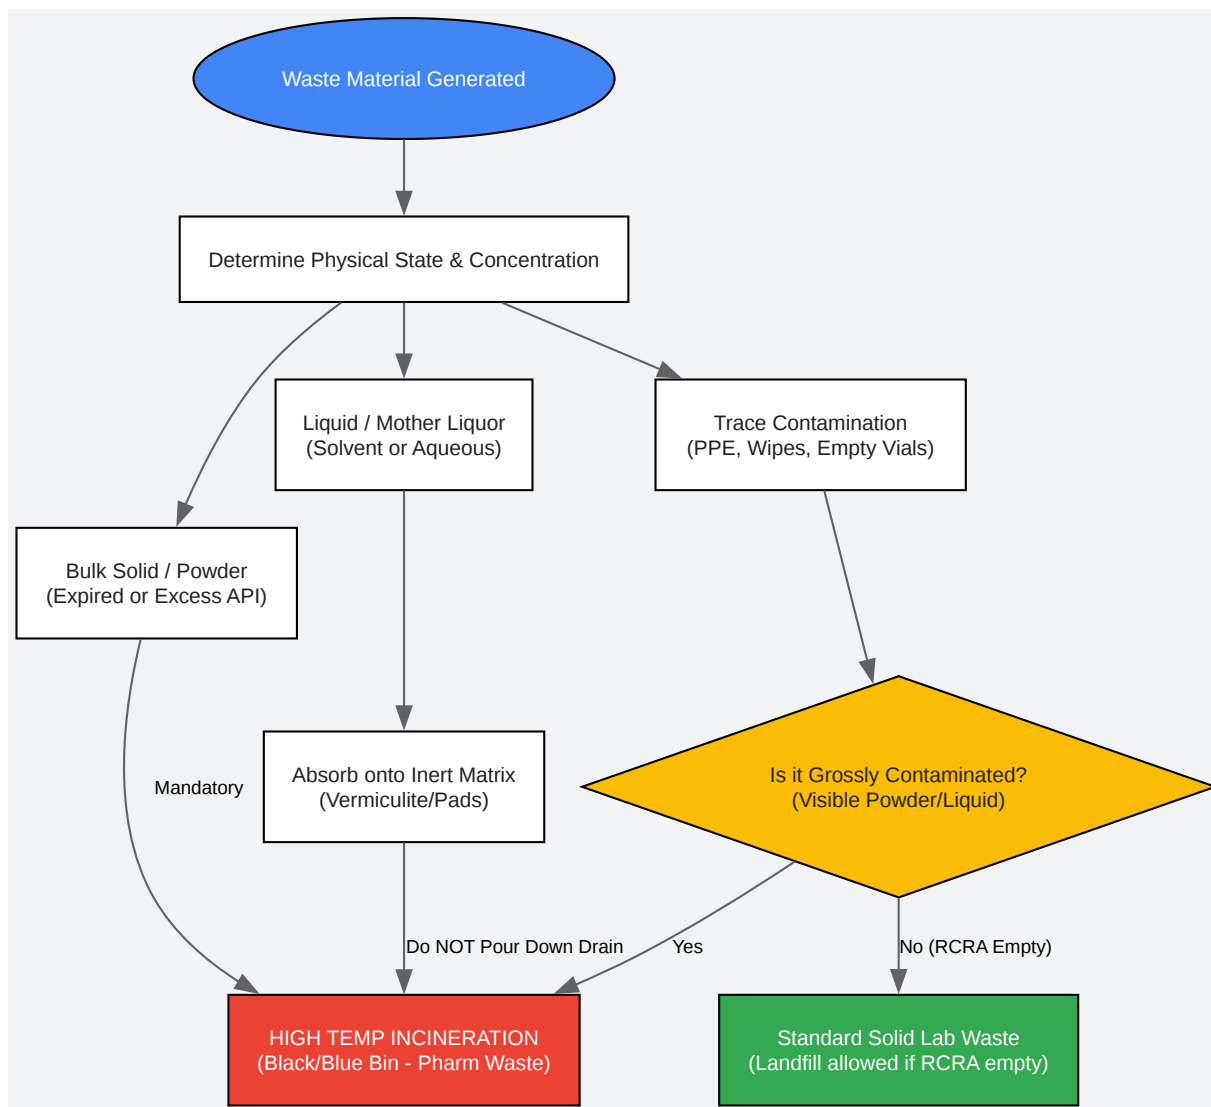 Waste Material Generated
Determine Physical State & Concentration
Liquid / Mother Liquor
(Solvent or Aqueous)
Trace Contamination
(PPE, Wipes, Empty Vials)
Bulk Solid / Powder
(Expired or Excess API)
Mandatory
Absorb onto Inert Matrix
(Vermiculite/Pads)
Is it Grossly Contaminated?
(Visible Powder/Liquid)
Do NOT Pour Down Drain
Yes
No (RCRA Empty)
HIGH TEMP INCINERATION
(Black/Blue Bin - Pharm Waste)
Standard Solid Lab Waste
(Landfill allowed if RCRA empty)